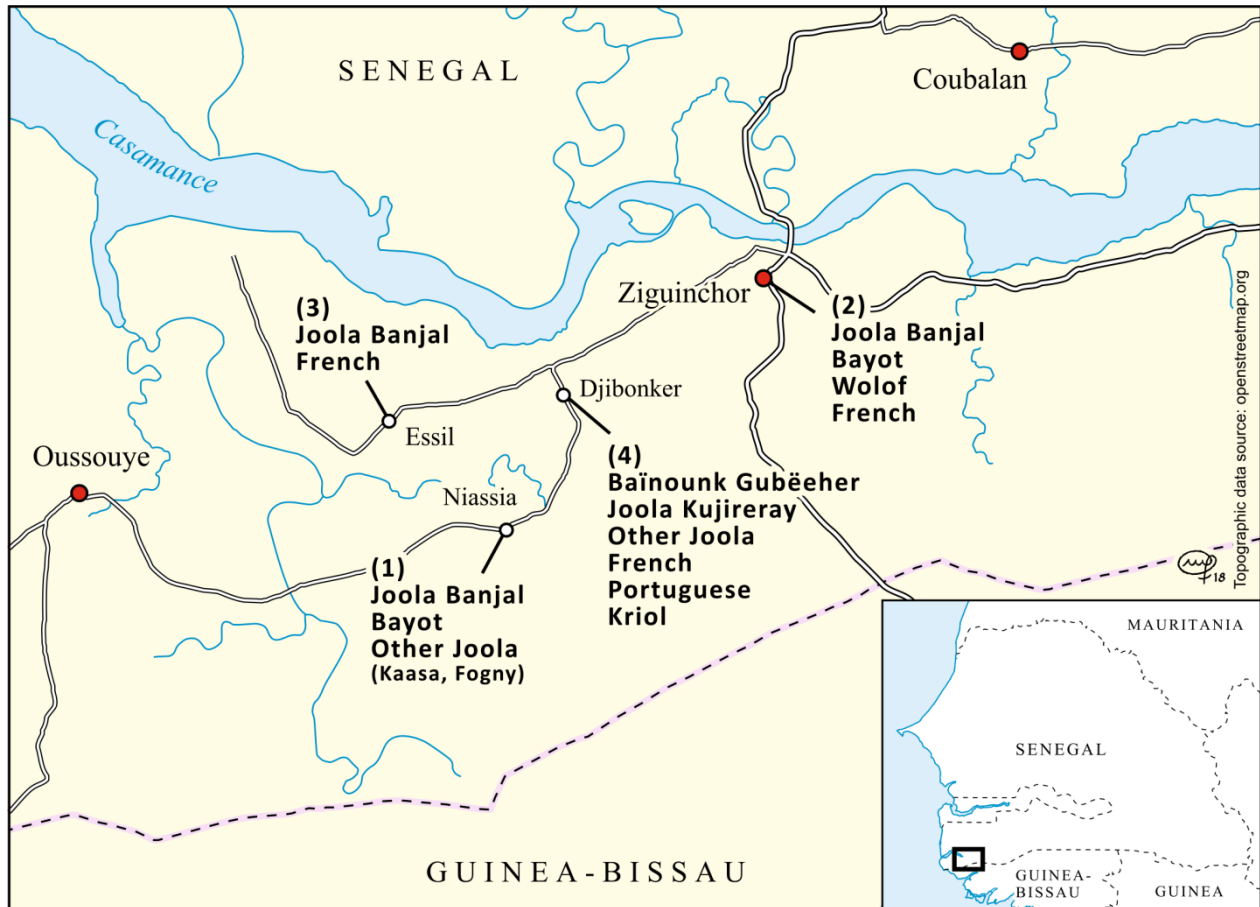 SENEGAL
Coubalan
Casamance
Ziguinchor
(3)
Joola Banjal
French
(2)
Joola Banjal
Bayot
Wolof
French
Djibonker
Essil
Oussouye
(4)
Baïnounk Gubëeher
Joola Kujireray
Other Joola
French
Portuguese
Kriol
Niassia
(1)
Joola Banjal
Bayot
Other Joola
(Kaasa, Fogny)
Topographic data source: openstreetmap.org
18
GUINEA-BISSAU
MAURITANIA
SENEGAL
GUINEA-
BISSAU
GUINEA